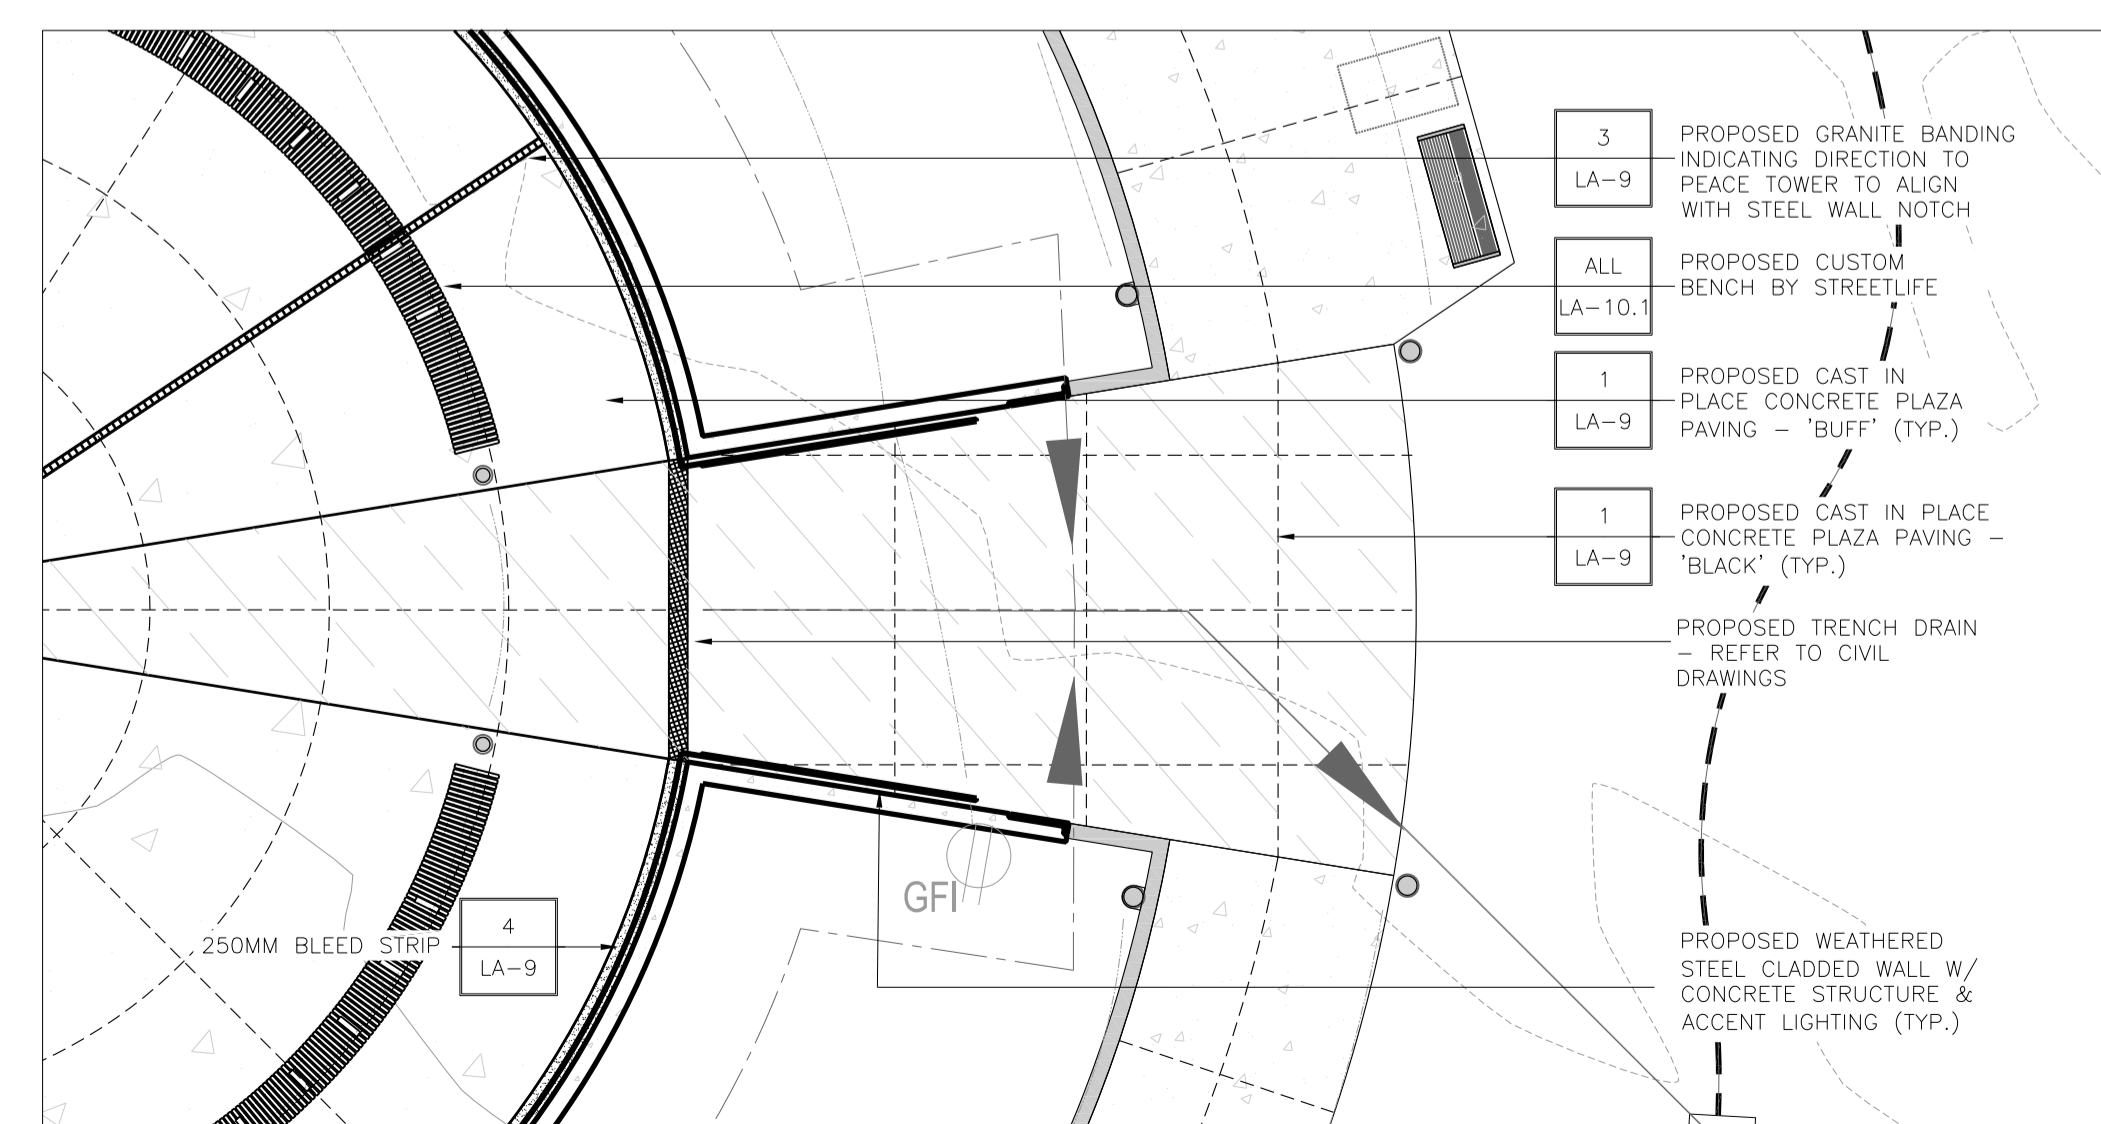 3
LA-9
PROPOSED GRANITE BANDING
INDICATING DIRECTION TO
PEACE TOWER TO ALIGN
WITH STEEL WALL NOTCH
ALL
LA-10.1
PROPOSED CUSTOM
BENCH BY STREETLIFE
1
LA-9
PROPOSED CAST IN
PLACE CONCRETE PLAZA
PAVING – 'BUFF' (TYP.)
1
LA-9
PROPOSED CAST IN PLACE
CONCRETE PLAZA PAVING –
'BLACK' (TYP.)
PROPOSED TRENCH DRAIN
– REFER TO CIVIL
DRAWINGS
GFI
250MM BLEED STRIP
4
LA-9
PROPOSED WEATHERED
STEEL CLADDED WALL W/
CONCRETE STRUCTURE &
ACCENT LIGHTING (TYP.)